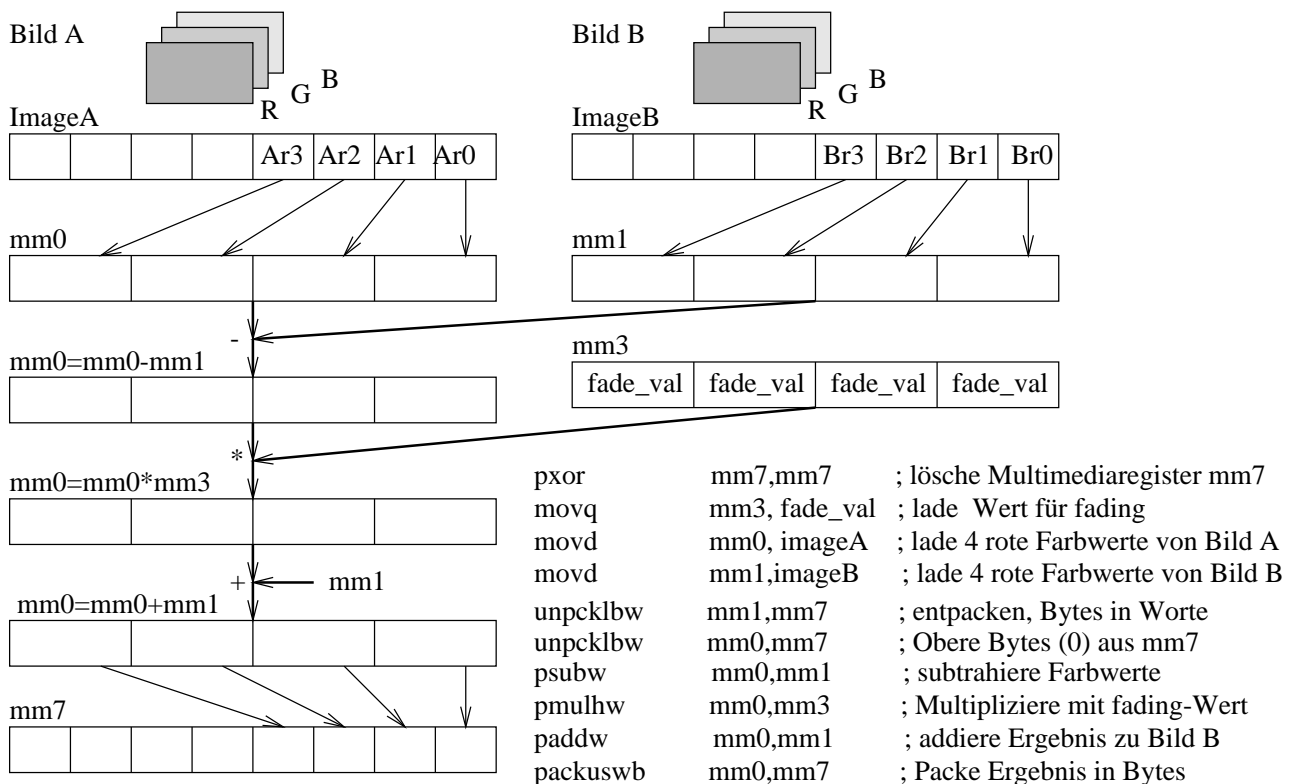 Bild A
R
G
B
Bild B
R
G
B
ImageA
Ar3 Ar2 Ar1 Ar0
ImageB
Br3 Br2 Br1 Br0
mm0
mm1
-
mm0=mm0-mm1
mm3
fade_val fade_val fade_val fade_val
*
mm0=mm0*mm3
+ mm1
mm0=mm0+mm1
mm7
pxor mm7,mm7 ; lösche Multimediaregister mm7
movq mm3, fade_val ; lade Wert für fading
movd mm0, imageA ; lade 4 rote Farbwerte von Bild A
movd mm1,imageB ; lade 4 rote Farbwerte von Bild B
unpcklbw mm1,mm7 ; entpacken, Bytes in Worte
unpcklbw mm0,mm7 ; Obere Bytes (0) aus mm7
psubw mm0,mm1 ; subtrahiere Farbwerte
pmulhw mm0,mm3 ; Multipliziere mit fading-Wert
paddw mm0,mm1 ; addiere Ergebnis zu Bild B
packuswb mm0,mm7 ; Packe Ergebnis in Bytes